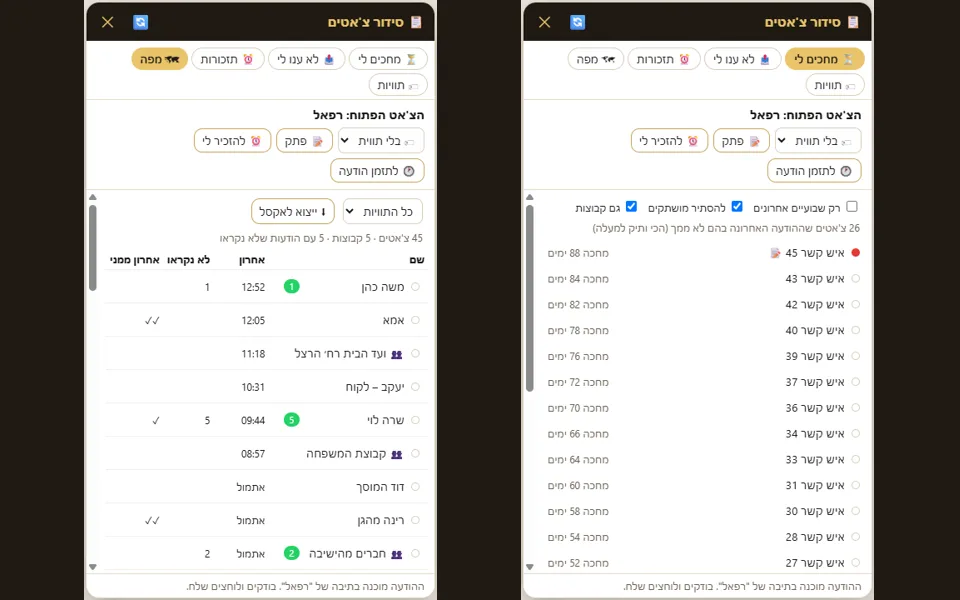 סידור צ'אטים
מחכים לי
לא ענו לי
תזכורות
מפה
תוויות
הצ'אט הפתוח: רפאל
בלי תווית
פתק
להזכיר לי
לתזמן הודעה
רק שבועיים אחרונים
להסתיר מושתקים
גם קבוצות
26 צ'אטים שההודעה האחרונה בהם לא ממך (הכי ותיק למעלה)
איש קשר 45 מחכה 88 ימים
איש קשר 43 מחכה 84 ימים
איש קשר 42 מחכה 82 ימים
איש קשר 40 מחכה 78 ימים
איש קשר 39 מחכה 76 ימים
איש קשר 37 מחכה 72 ימים
איש קשר 36 מחכה 70 ימים
איש קשר 34 מחכה 66 ימים
איש קשר 33 מחכה 64 ימים
איש קשר 31 מחכה 60 ימים
איש קשר 30 מחכה 58 ימים
איש קשר 28 מחכה 54 ימים
איש קשר 27 מחכה 52 ימים
ההודעה מוכנה בתיבה של "רפאל". בודקים ולוחצים שלח.
סידור צ'אטים
מחכים לי
לא ענו לי
תזכורות
מפה
תוויות
הצ'אט הפתוח: רפאל
בלי תווית
פתק
להזכיר לי
לתזמן הודעה
כל התוויות
⬇ ייצוא לאקסל
45 צ'אטים · 5 קבוצות · 5 עם הודעות שלא נקראו
שם אחרון לא נקראו אחרון ממני
משה כהן 1 12:52 1
אמא 12:05 ✓✓
ועד הבית רח׳ הרצל 11:18
יעקב – לקוח 10:31
שרה לוי 5 09:44 5 ✓
קבוצת המשפחה 08:57
דוד המוסך אתמול
רינה מהגן אתמול ✓✓
חברים מהישיבה 2 אתמול 2
ההודעה מוכנה בתיבה של "רפאל". בודקים ולוחצים שלח.